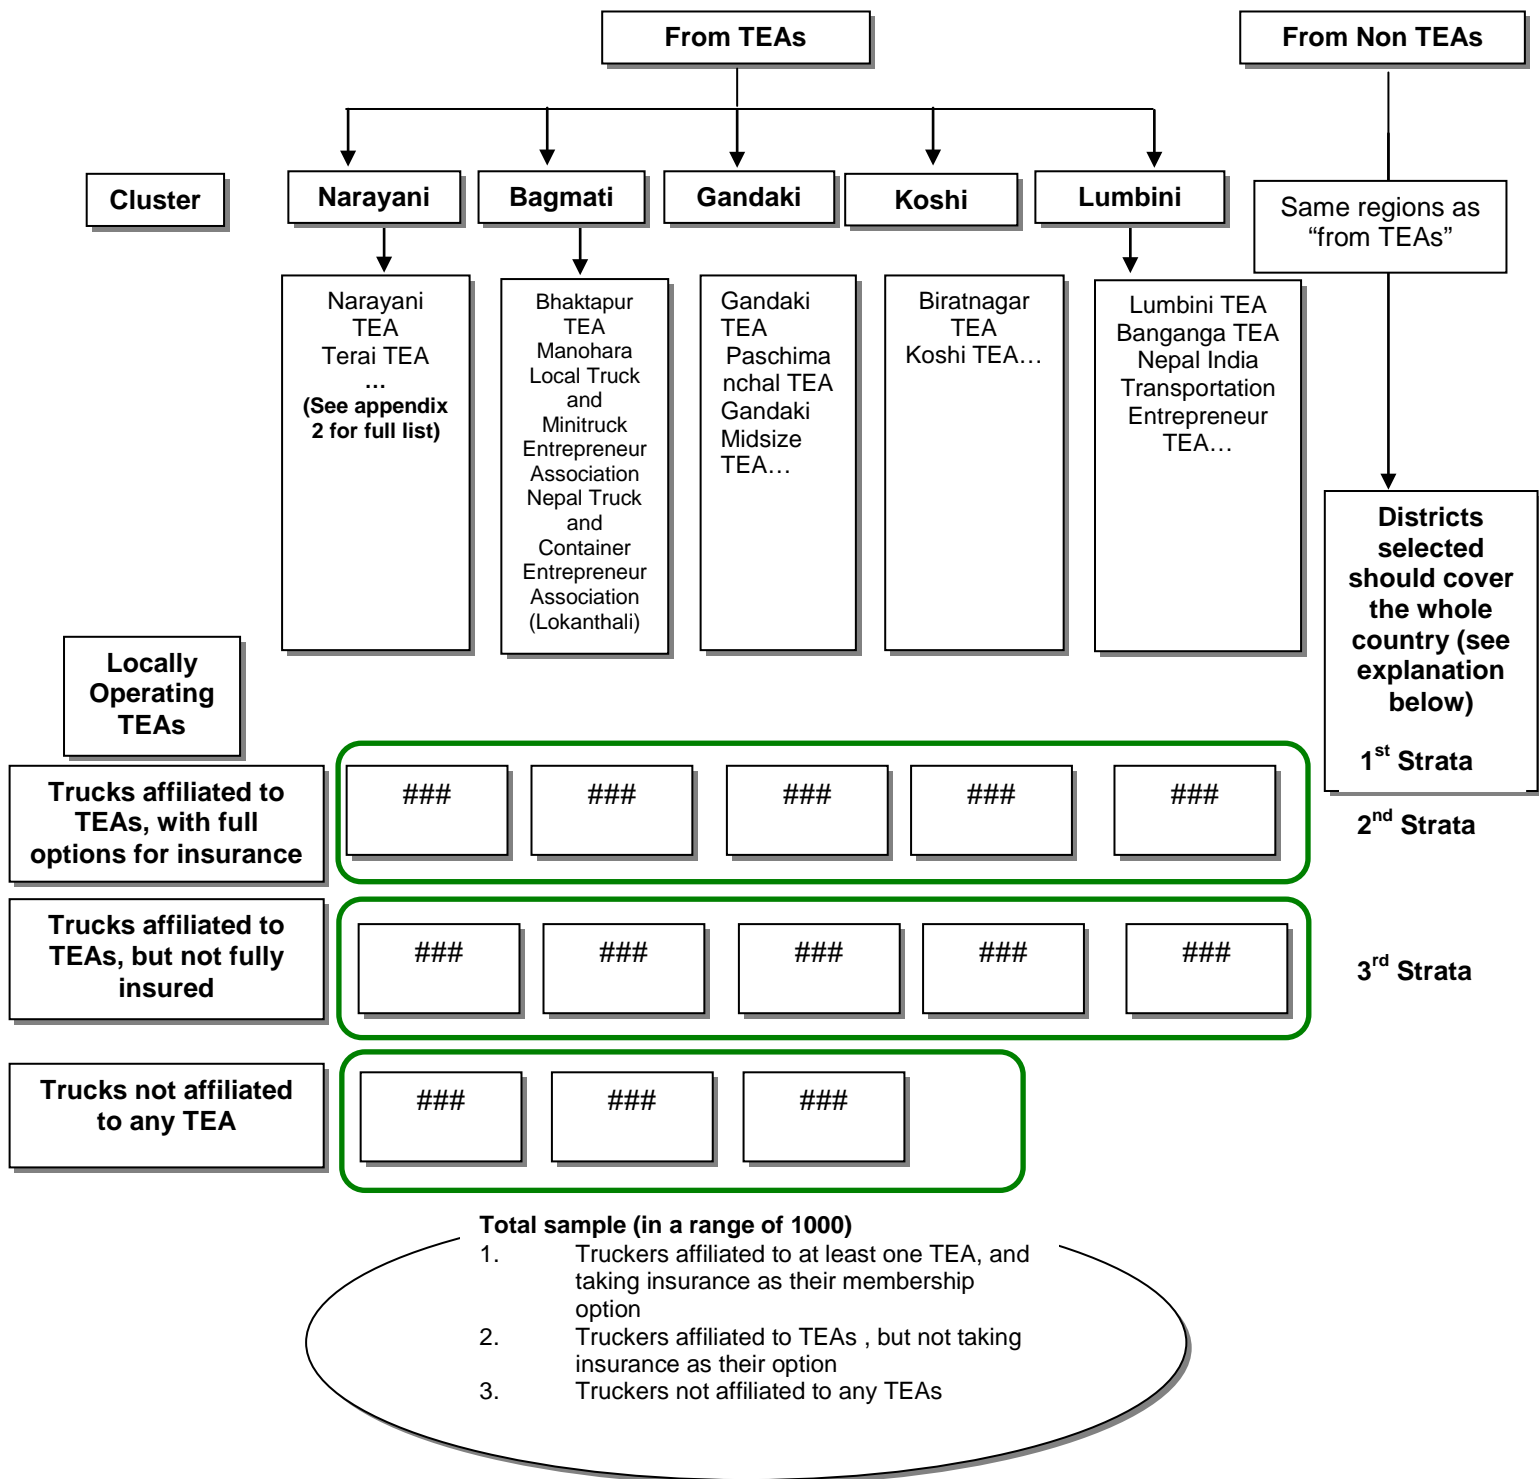 From TEAs
From Non TEAs
Cluster
Narayani
Bagmati
Gandaki
Koshi
Lumbini
Same regions as
“from TEAs”
Narayani
TEA
Terai TEA
…
(See appendix
2 for full list)
Bhaktapur
TEA
Manohara
Local Truck
and
Minitruck
Entrepreneur
Association
Nepal Truck
and
Container
Entrepreneur
Association
(Lokanthali)
Gandaki
TEA
Paschima
nchal TEA
Gandaki
Midsize
TEA…
Biratnagar
TEA
Koshi TEA…
Lumbini TEA
Banganga TEA
Nepal India
Transportation
Entrepreneur
TEA…
Districts
selected
should cover
the whole
country (see
explanation
below)
Locally
Operating
TEAs
1st Strata
Trucks affiliated to
TEAs, with full
options for insurance
### ### ### ### ###
2nd Strata
Trucks affiliated to
TEAs, but not fully
insured
### ### ### ### ###
3rd Strata
Trucks not affiliated
to any TEA
### ### ###
Total sample (in a range of 1000)
1. Truckers affiliated to at least one TEA, and
taking insurance as their membership
option
2. Truckers affiliated to TEAs , but not taking
insurance as their option
3. Truckers not affiliated to any TEAs